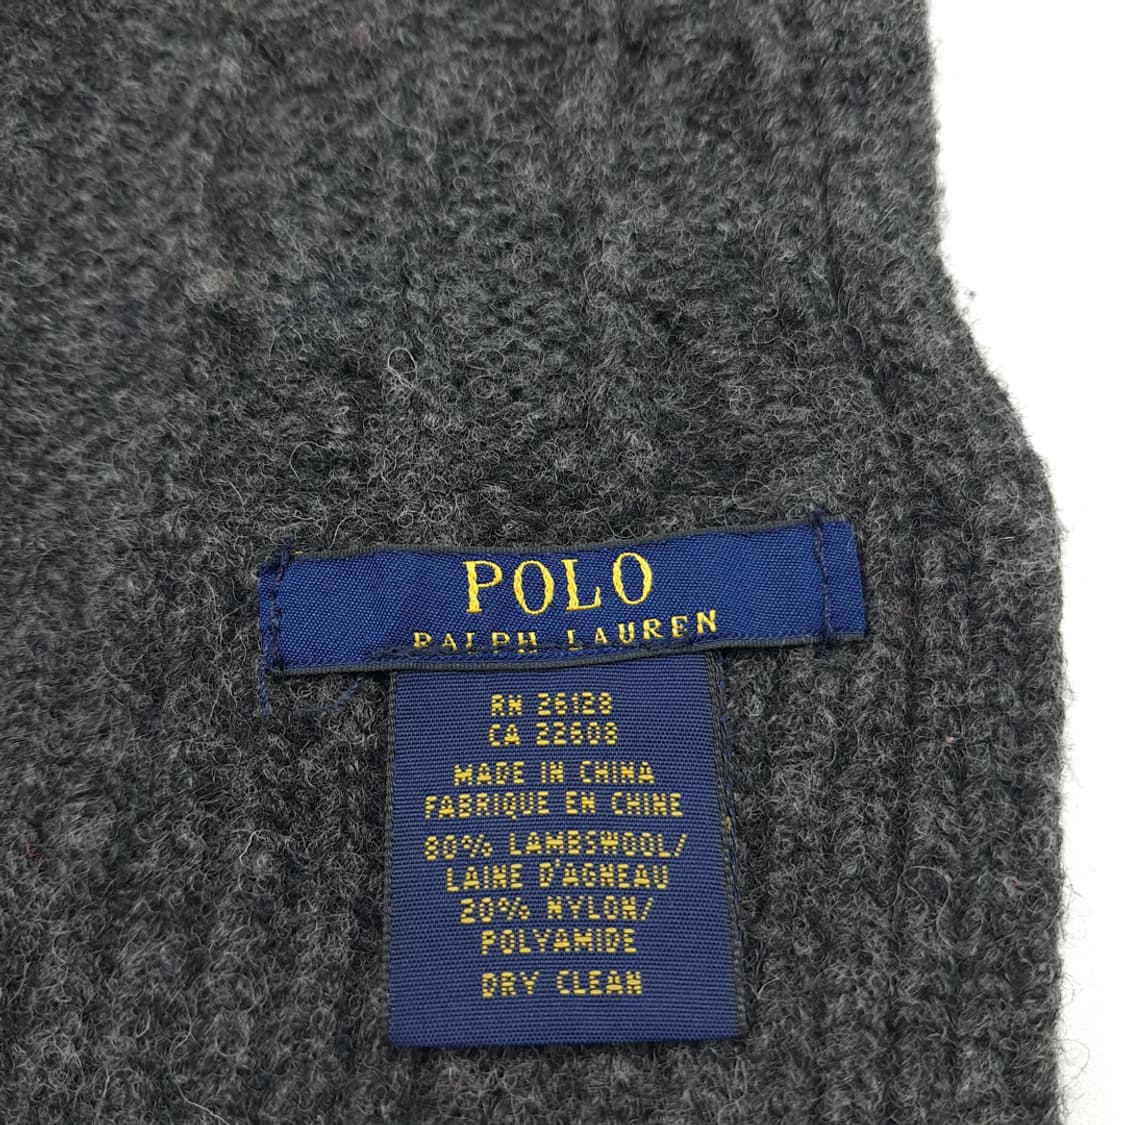 POLO
RALPH LAUREN
RN 26128
CA 22608
MADE IN CHINA
FABRIQUE EN CHINE
80% LAMBSWOOL/
LAINE D'AGNEAU
20% NYLON/
POLYAMIDE
DRY CLEAN